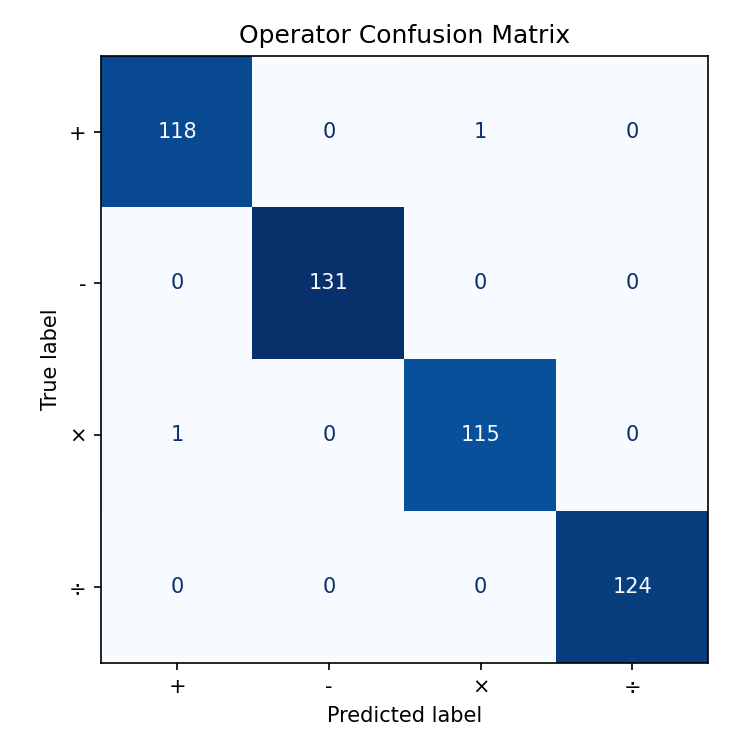 Operator Confusion Matrix
+ 118 0 1 0
- 0 131 0 0
× 1 0 115 0
÷ 0 0 0 124
+ - × ÷
True label
Predicted label